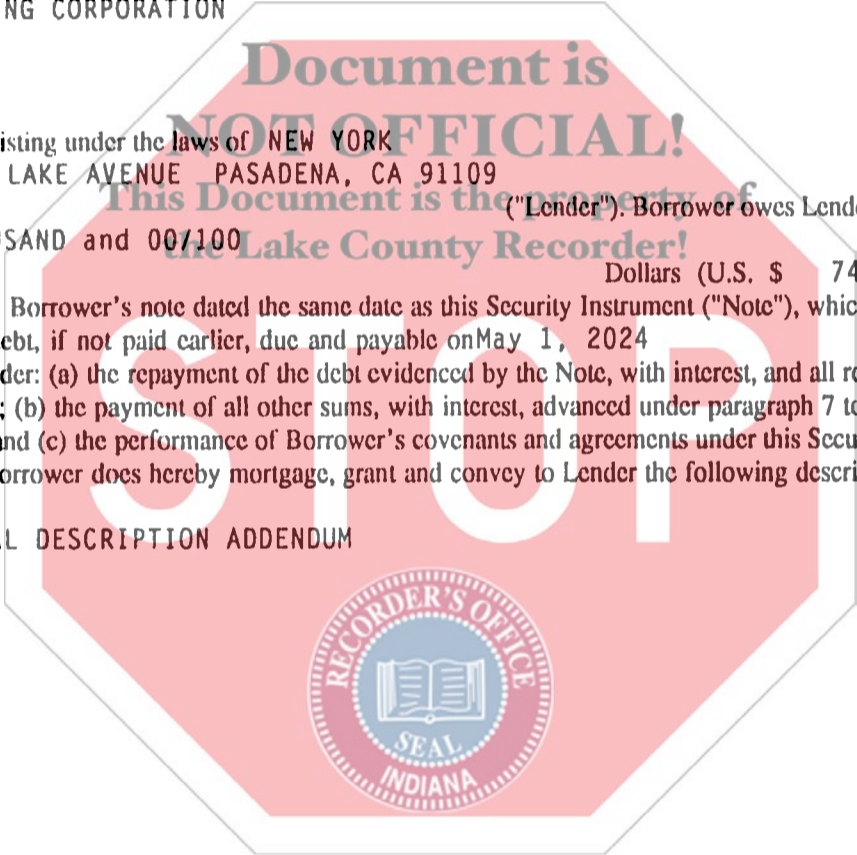 NG CORPORATION
Document is
NOT OFFICIAL!
isting under the laws of NEW YORK
LAKE AVENUE PASADENA, CA 91109
This Document is the property of
("Lender"). Borrower owes Lend
SAND and 00/100
the Lake County Recorder!
Dollars (U.S. $ 74
Borrower's note dated the same date as this Security Instrument ("Note"), whic
ebt, if not paid earlier, due and payable onMay 1, 2024
der: (a) the repayment of the debt evidenced by the Note, with interest, and all r
; (b) the payment of all other sums, with interest, advanced under paragraph 7 to
nd (c) the performance of Borrower's covenants and agreements under this Secu
orrower does hereby mortgage, grant and convey to Lender the following descri
STOP
L DESCRIPTION ADDENDUM
RECORDER'S OFFICE
SEAL
INDIANA